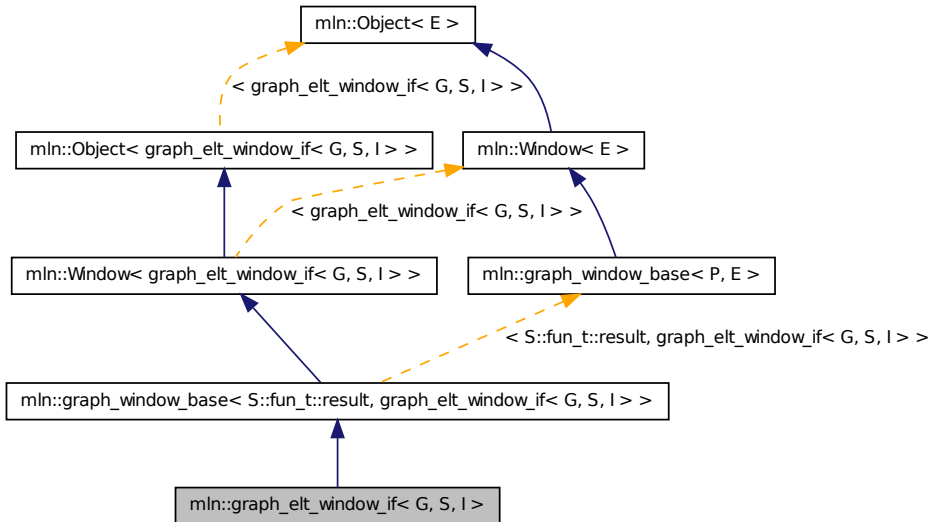 mln::Object< E >
< graph_elt_window_if< G, S, I > >
mln::Object< graph_elt_window_if< G, S, I > >
mln::Window< E >
< graph_elt_window_if< G, S, I > >
mln::Window< graph_elt_window_if< G, S, I > >
mln::graph_window_base< P, E >
< S::fun_t::result, graph_elt_window_if< G, S, I > >
mln::graph_window_base< S::fun_t::result, graph_elt_window_if< G, S, I > >
mln::graph_elt_window_if< G, S, I >